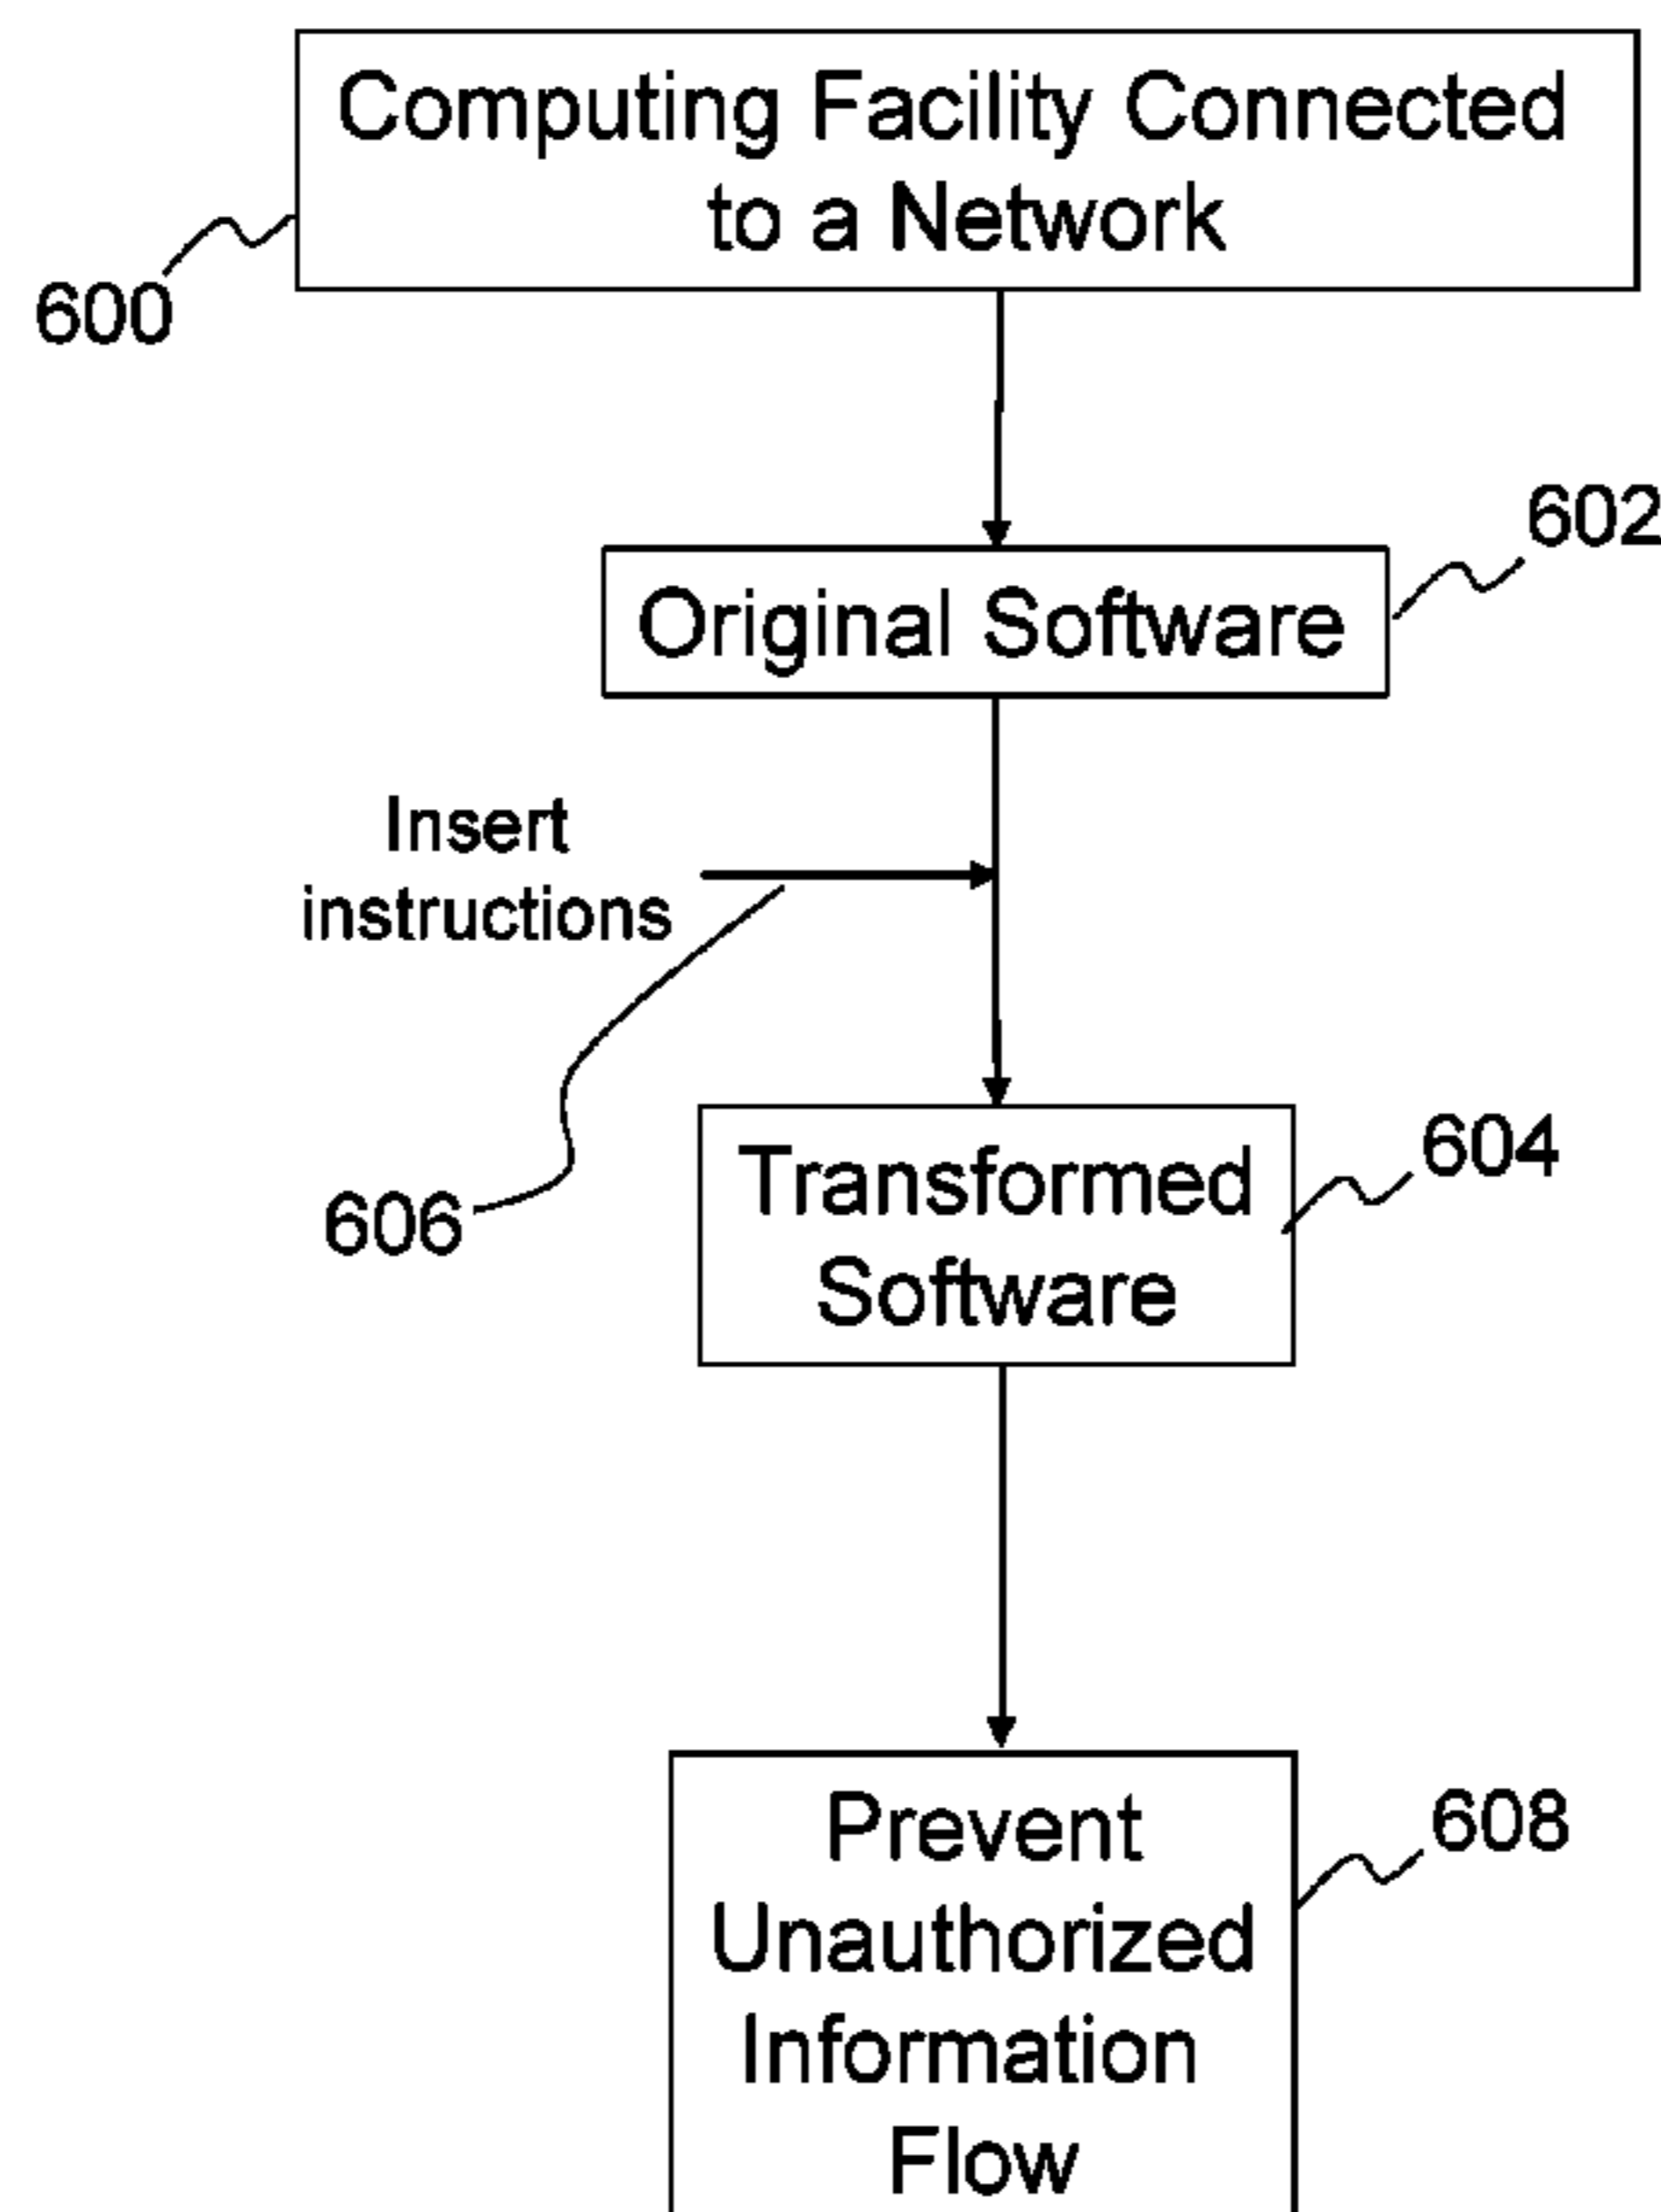 Computing Facility Connected
to a Network
600
602
Original Software
Insert
instructions
606
604
Transformed
Software
608
Prevent
Unauthorized
Information
Flow